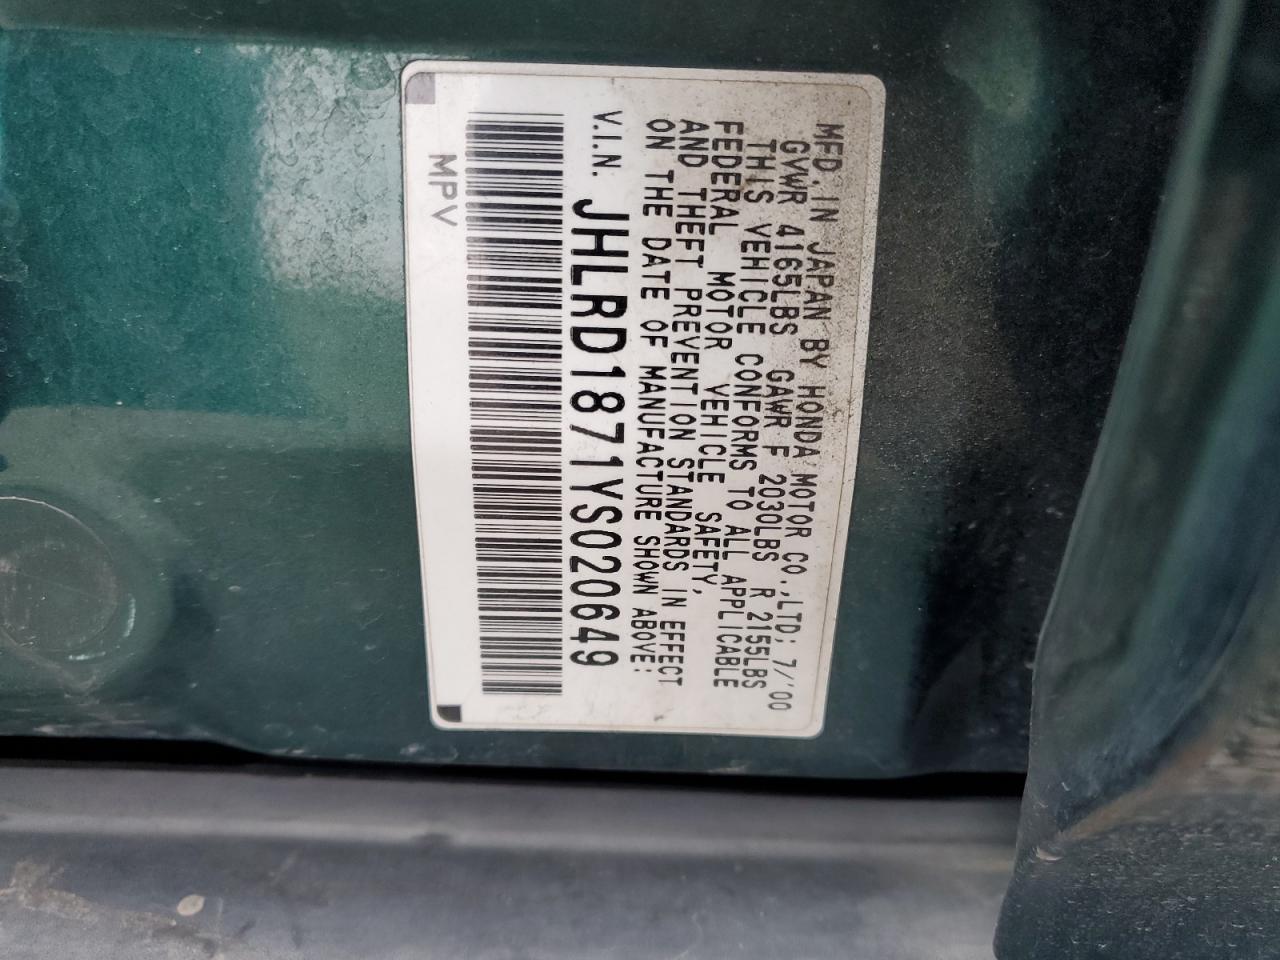 MFD. IN JAPAN BY HONDA MOTOR CO.,LTD; 7/'00
GVWR 4165LBS GAWR F 2030LBS R 2155LBS
THIS VEHICLE CONFORMS TO ALL APPLICABLE
FEDERAL MOTOR VEHICLE SAFETY,
AND THEFT PREVENTION STANDARDS IN EFFECT
ON THE DATE OF MANUFACTURE SHOWN ABOVE:
V.I.N. JHLRD1871YS020649
MPV